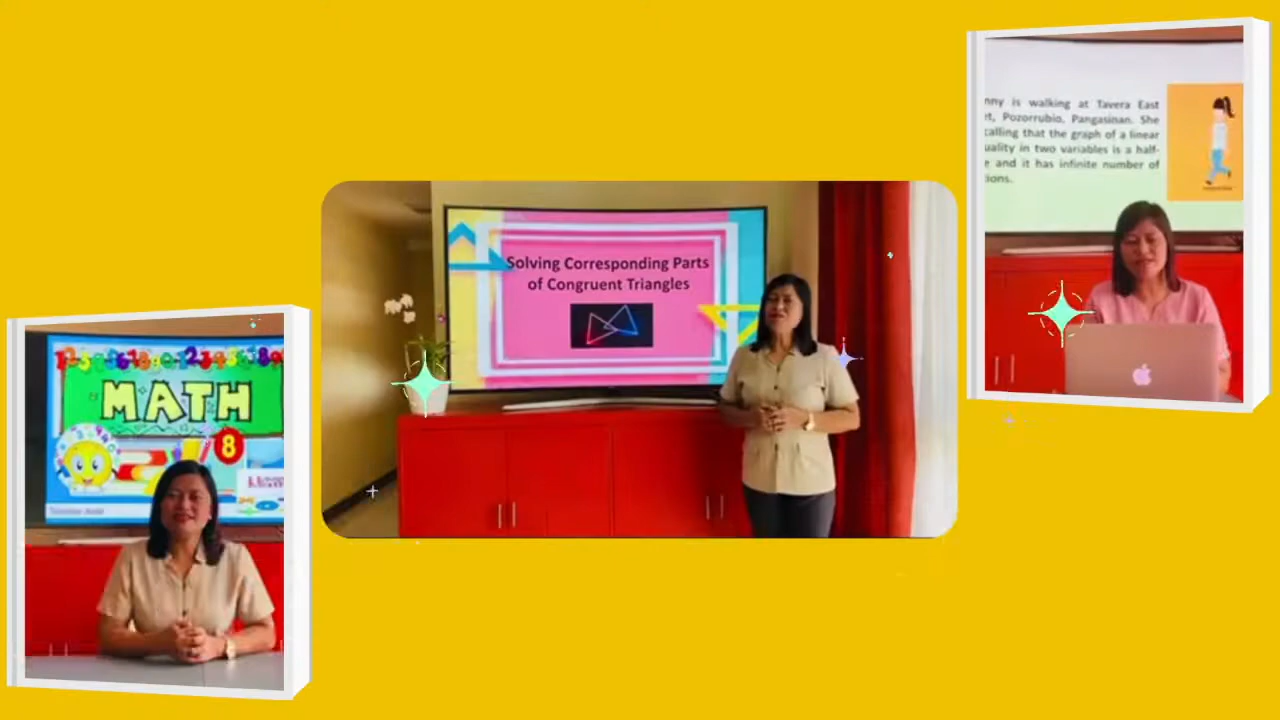 MATH
8
Solving Corresponding Parts
of Congruent Triangles
nny is walking at Tavera East
et, Pozorrubio, Pangasinan. She
calling that the graph of a linear
uality in two variables is a half-
e and it has infinite number of
tions.